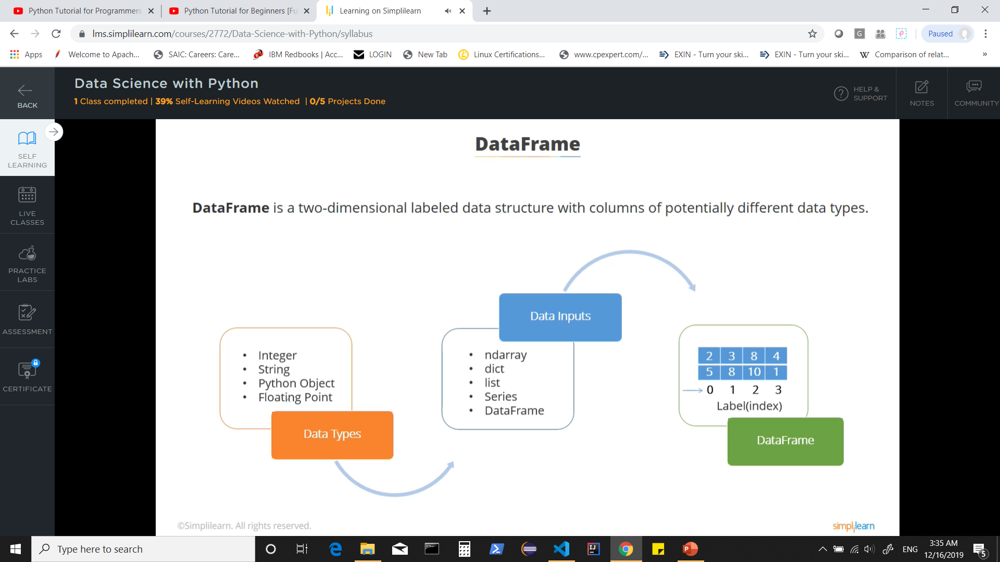 Python Tutorial for Programmers
Python Tutorial for Beginners [Fu
Learning on Simplilearn
lms.simplilearn.com/courses/2772/Data-Science-with-Python/syllabus
G
Paused
Apps
Welcome to Apach...
SAIC: Careers: Care...
IBM Redbooks | Acc...
LOGIN
New Tab
Linux Certifications...
www.cpexpert.com/...
EXIN - Turn your ski...
EXIN - Turn your ski...
W Comparison of relat...
»
BACK
Data Science with Python
1 Class completed | 39% Self-Learning Videos Watched | 0/5 Projects Done
HELP &
SUPPORT
NOTES
COMMUNITY
SELF
LEARNING
LIVE
CLASSES
PRACTICE
LABS
ASSESSMENT
CERTIFICATE
DataFrame
DataFrame is a two-dimensional labeled data structure with columns of potentially different data types.
• Integer
• String
• Python Object
• Floating Point
Data Types
Data Inputs
• ndarray
• dict
• list
• Series
• DataFrame
2 3 8 4
5 8 10 1
0 1 2 3
Label(index)
DataFrame
©Simplilearn. All rights reserved.
simplilearn
Type here to search
ENG
3:35 AM
12/16/2019
5